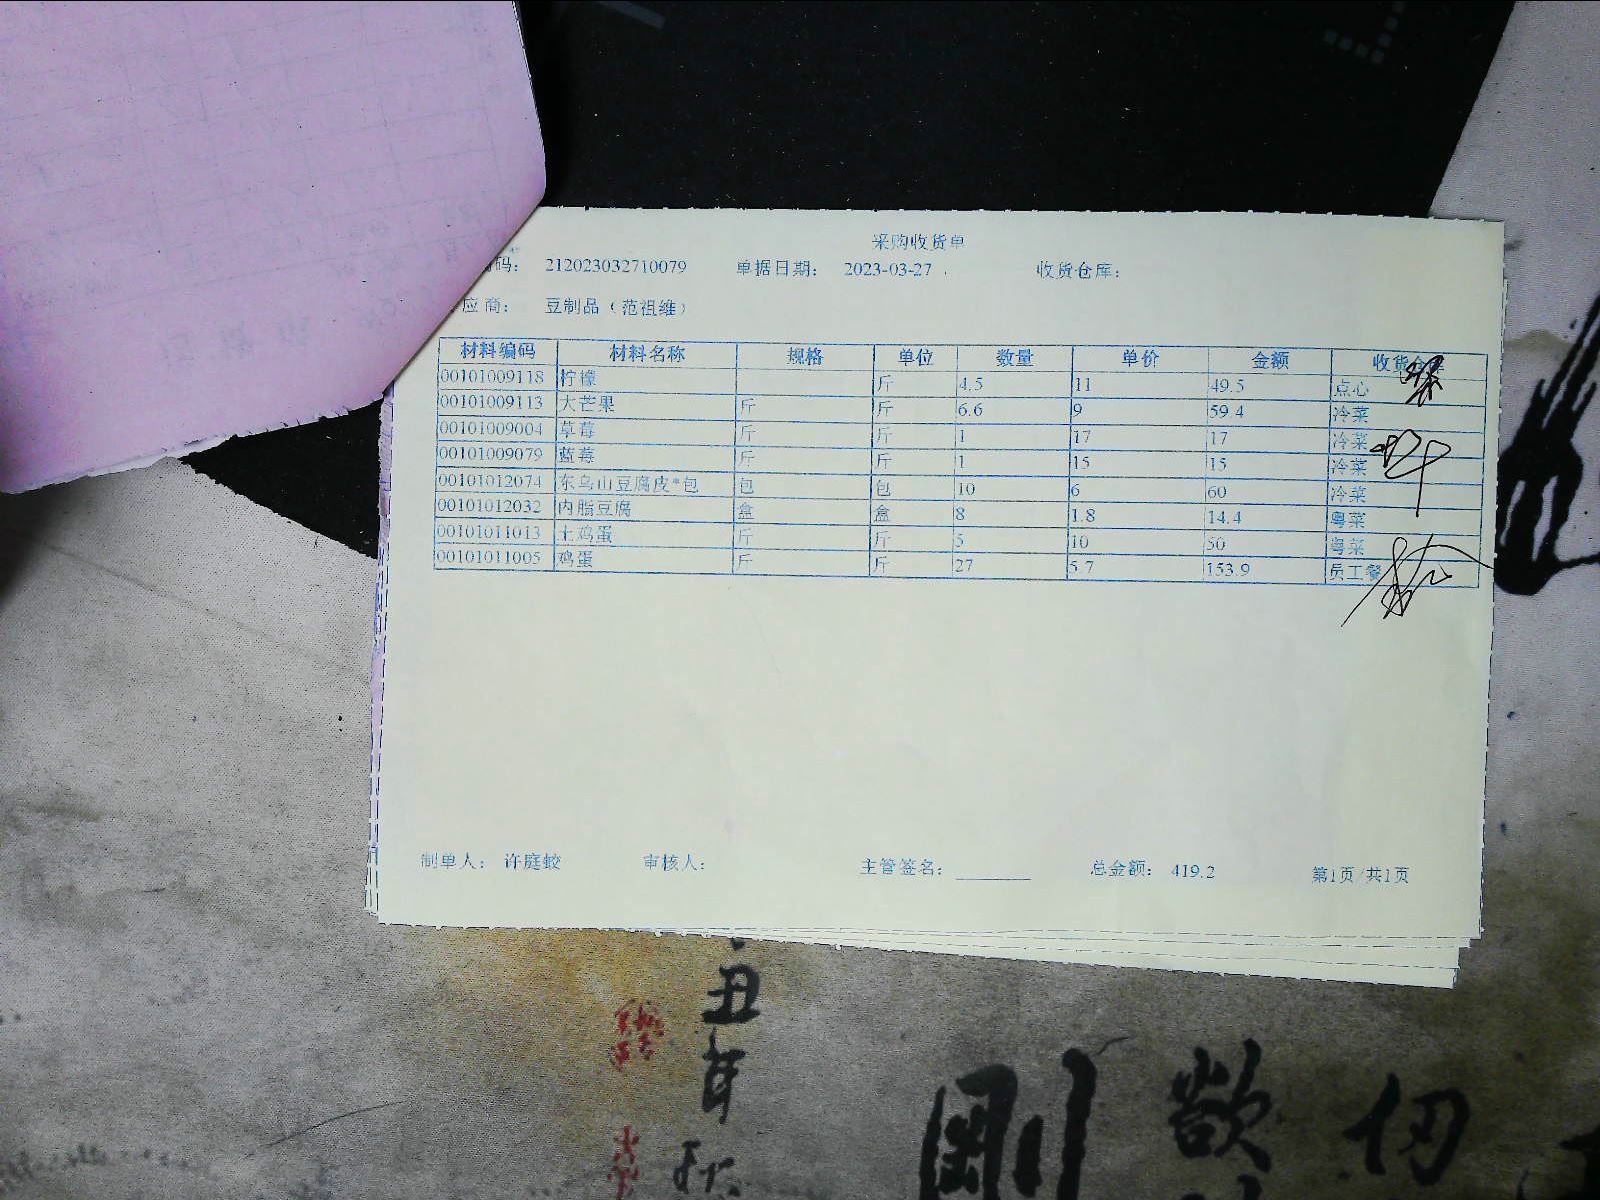 采购收货单
码： 212023032710079 单据日期： 2023-03-27 收货仓库：
应商： 豆制品（范祖维）
材料编码 材料名称 规格 单位 数量 单价 金额 收货仓库
00101009118 柠檬 斤 4.5 11 49.5 点心
00101009113 大芒果 斤 斤 6.6 9 59.4 冷菜
00101009004 草莓 斤 斤 1 17 17 冷菜
00101009079 蓝莓 斤 斤 1 15 15 冷菜
00101012074 东乌山豆腐皮*包 包 包 10 6 60 冷菜
00101012032 内脂豆腐 盒 盒 8 1.8 14.4 粤菜
00101011013 土鸡蛋 斤 斤 5 10 50 粤菜
00101011005 鸡蛋 斤 斤 27 5.7 153.9 员工餐
制单人： 许庭蛟 审核人： 主管签名： 总金额： 419.2 第1页/共1页
丑年
剛
欲
切